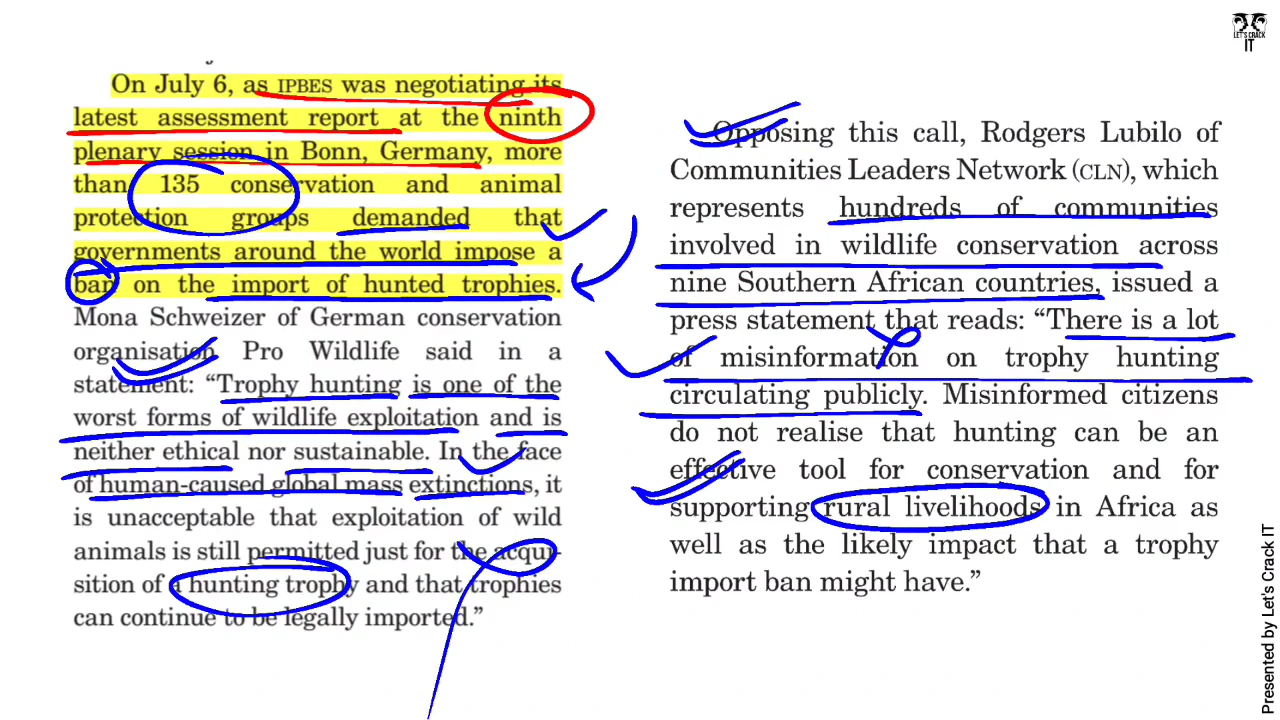 LET'S CRACK
IT
On July 6, as IPBES was negotiating its
latest assessment report at the ninth
plenary session in Bonn, Germany, more
than 135 conservation and animal
protection groups demanded that
governments around the world impose a
ban on the import of hunted trophies.
Mona Schweizer of German conservation
organisation Pro Wildlife said in a
statement: “Trophy hunting is one of the
worst forms of wildlife exploitation and is
neither ethical nor sustainable. In the face
of human-caused global mass extinctions, it
is unacceptable that exploitation of wild
animals is still permitted just for the acqui-
sition of a hunting trophy and that trophies
can continue to be legally imported.”
Opposing this call, Rodgers Lubilo of
Communities Leaders Network (CLN), which
represents hundreds of communities
involved in wildlife conservation across
nine Southern African countries, issued a
press statement that reads: “There is a lot
of misinformation on trophy hunting
circulating publicly. Misinformed citizens
do not realise that hunting can be an
effective tool for conservation and for
supporting rural livelihoods in Africa as
well as the likely impact that a trophy
import ban might have.”
Presented by Let's Crack IT